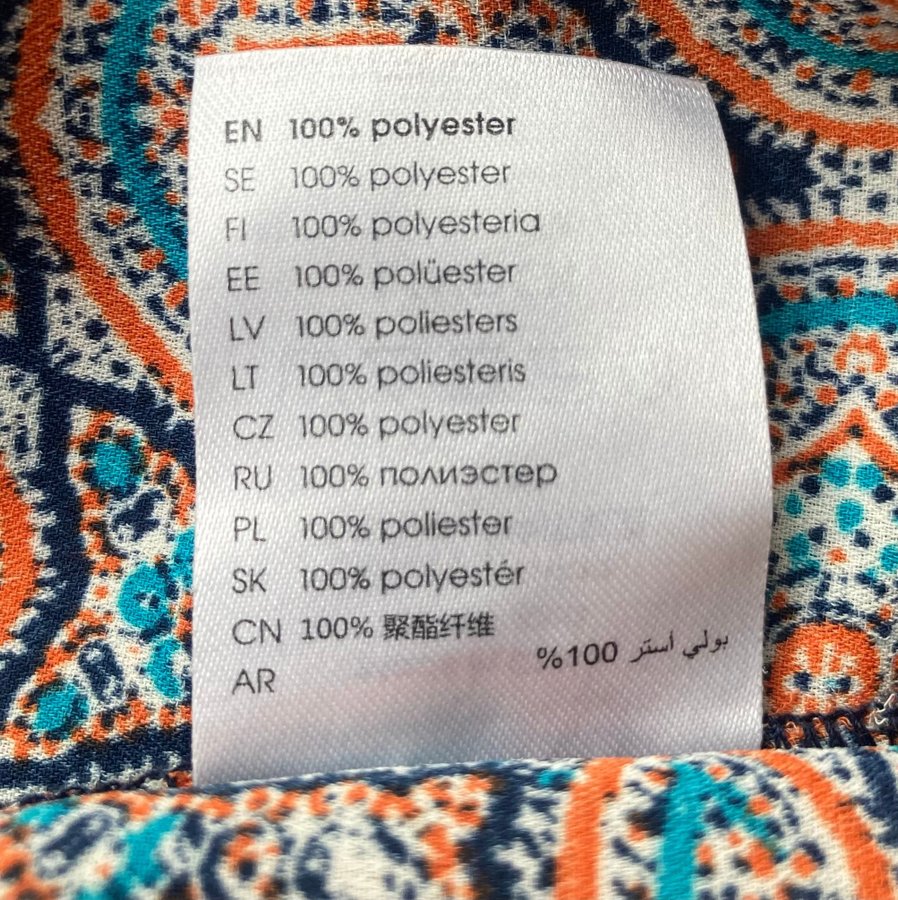 EN 100% polyester
SE 100% polyester
FI 100% polyesteria
EE 100% polüester
LV 100% poliesters
LT 100% poliesteris
CZ 100% polyester
RU 100% полиэстер
PL 100% poliester
SK 100% polyestér
CN 100% 聚酯纤维
AR بولي أستر 100%